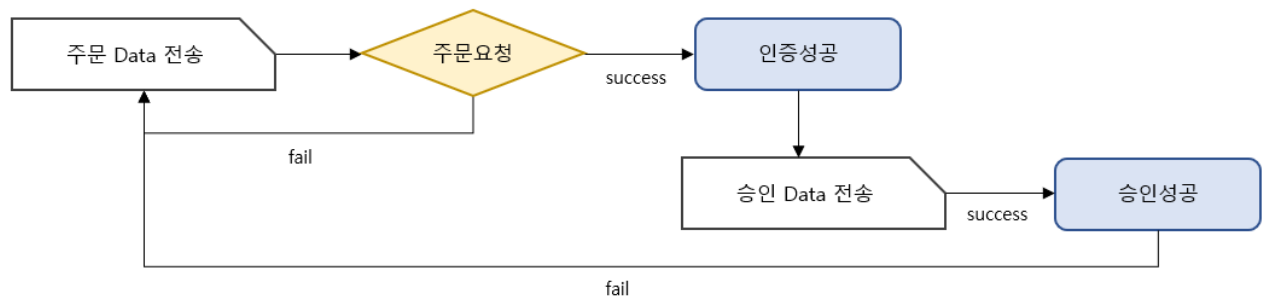 주문 Data 전송
주문요청
success
인증성공
fail
승인 Data 전송
success
승인성공
fail